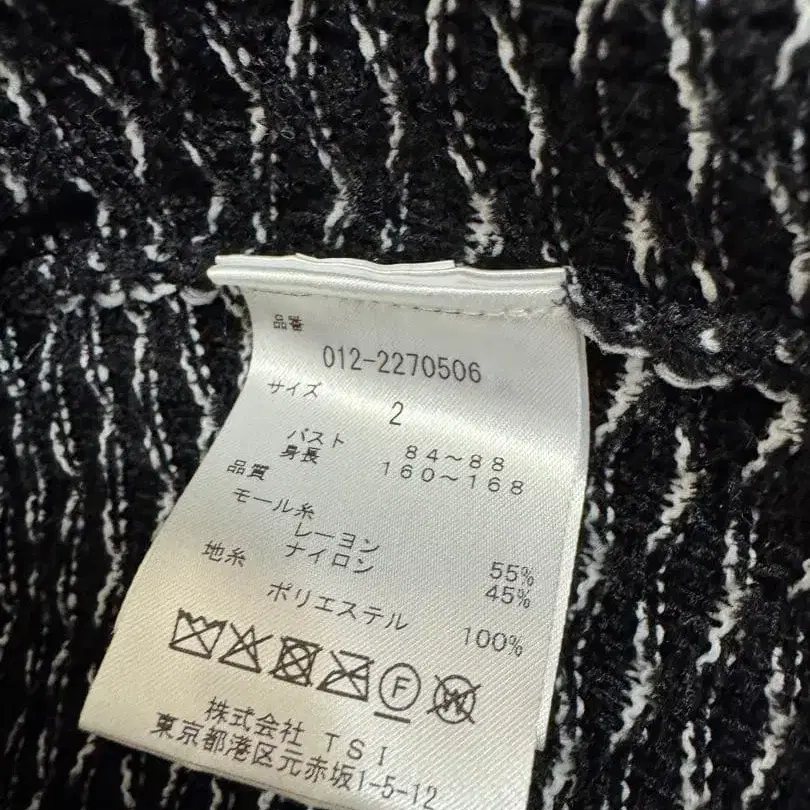 品番
012-2270506
サイズ
2
バスト 84~88
身長 160~168
品質
モール糸
レーヨン 55%
ナイロン 45%
地糸
ポリエステル 100%
F W
株式会社 TSI
東京都港区元赤坂1-5-12